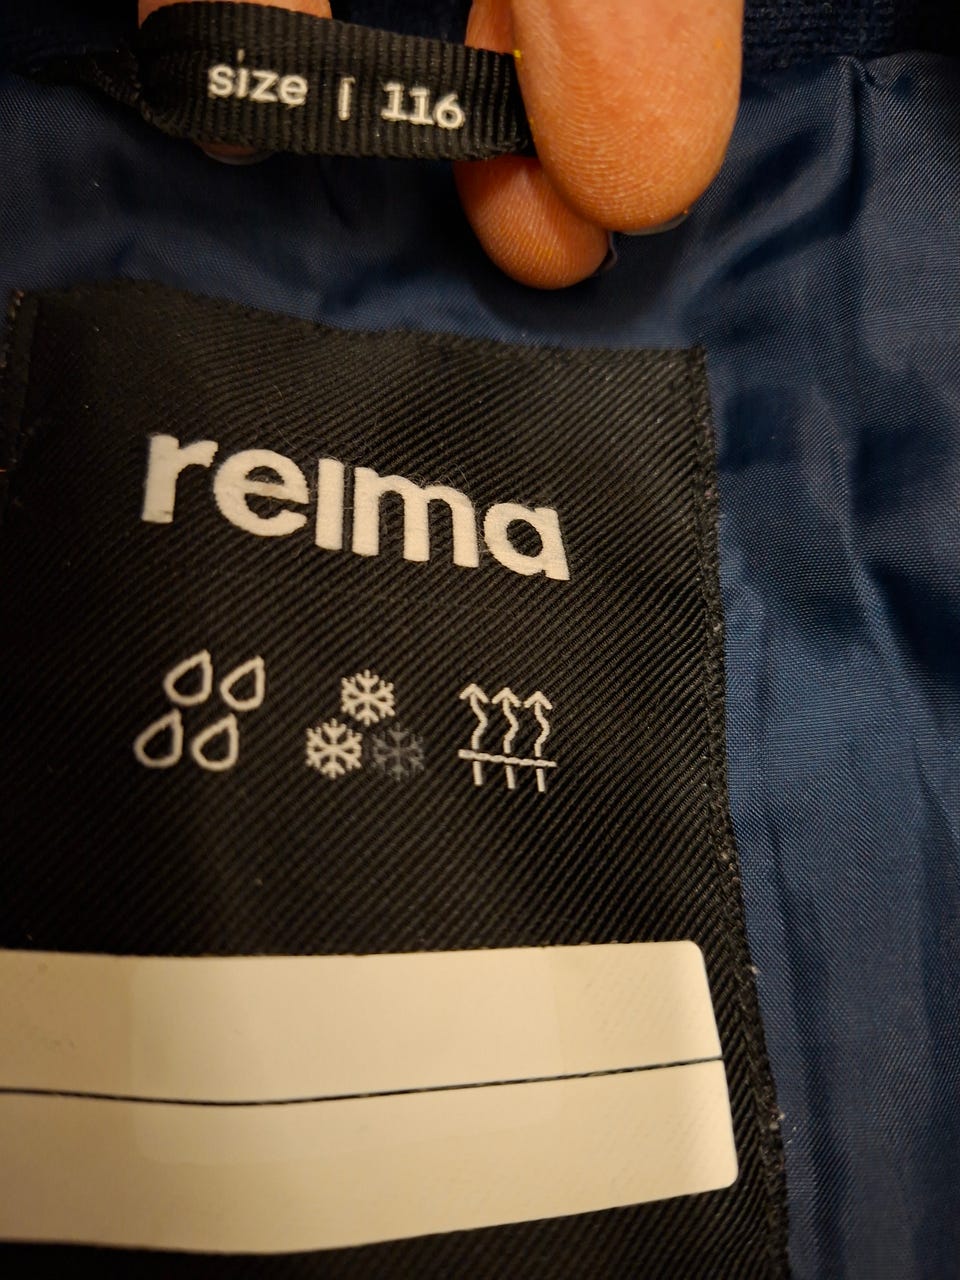 size | 116
reima